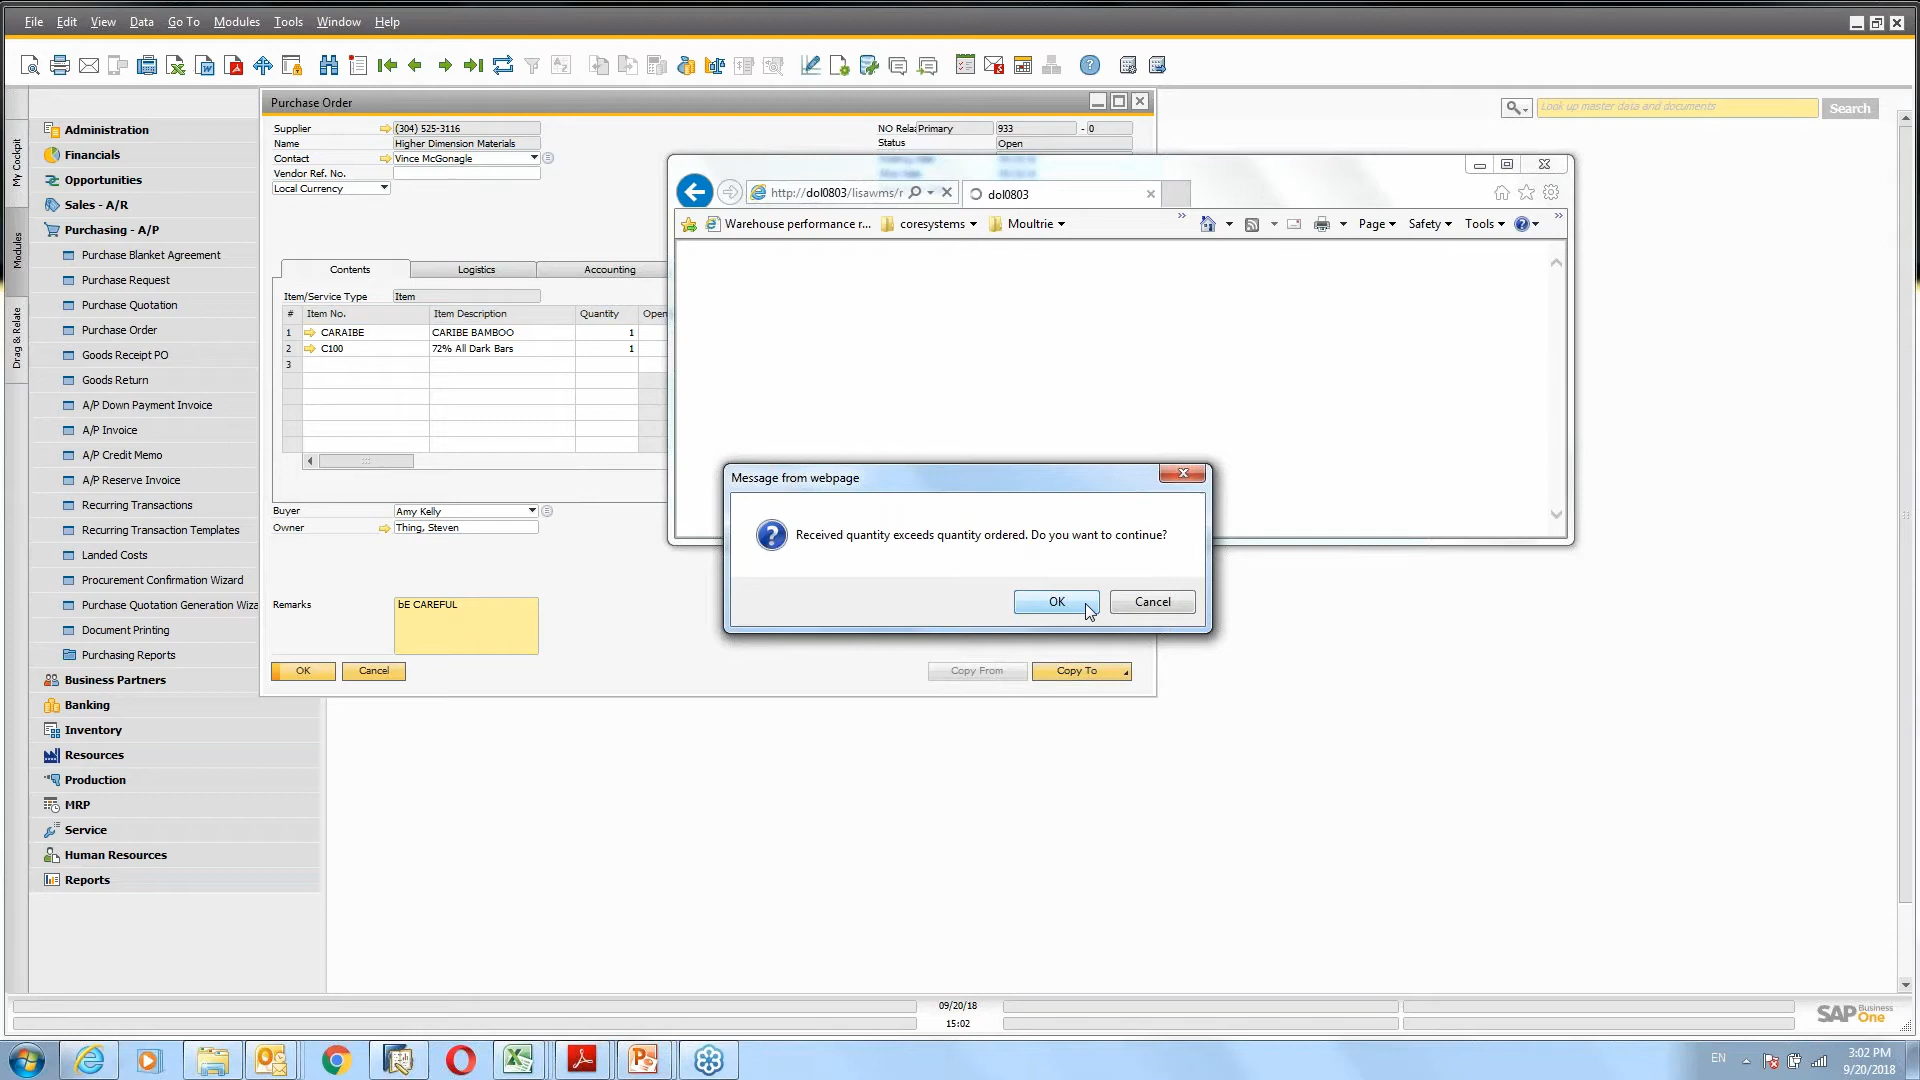 File Edit View Data Go To Modules Tools Window Help
Look up master data and documents
Search
My Cockpit
Modules
Drag & Relate
Administration
Financials
Opportunities
Sales - A/R
Purchasing - A/P
Purchase Blanket Agreement
Purchase Request
Purchase Quotation
Purchase Order
Goods Receipt PO
Goods Return
A/P Down Payment Invoice
A/P Invoice
A/P Credit Memo
A/P Reserve Invoice
Recurring Transactions
Recurring Transaction Templates
Landed Costs
Procurement Confirmation Wizard
Purchase Quotation Generation Wiza
Document Printing
Purchasing Reports
Business Partners
Banking
Inventory
Resources
Production
MRP
Service
Human Resources
Reports
Purchase Order
Supplier (304) 525-3116
Name Higher Dimension Materials
Contact Vince McGonagle
Vendor Ref. No.
Local Currency
NO Rela Primary 933 - 0
Status Open
Contents Logistics Accounting
Item/Service Type Item
# Item No. Item Description Quantity Open
1 CARAIBE CARIBE BAMBOO 1
2 C100 72% All Dark Bars 1
3
Buyer Amy Kelly
Owner Thing, Steven
Remarks bE CAREFUL
OK Cancel Copy From Copy To
http://dol0803/lisawms/r dol0803
Warehouse performance r... coresystems Moultrie Page Safety Tools
Message from webpage
Received quantity exceeds quantity ordered. Do you want to continue?
OK Cancel
09/20/18
15:02
SAP Business One
EN 3:02 PM
9/20/2018